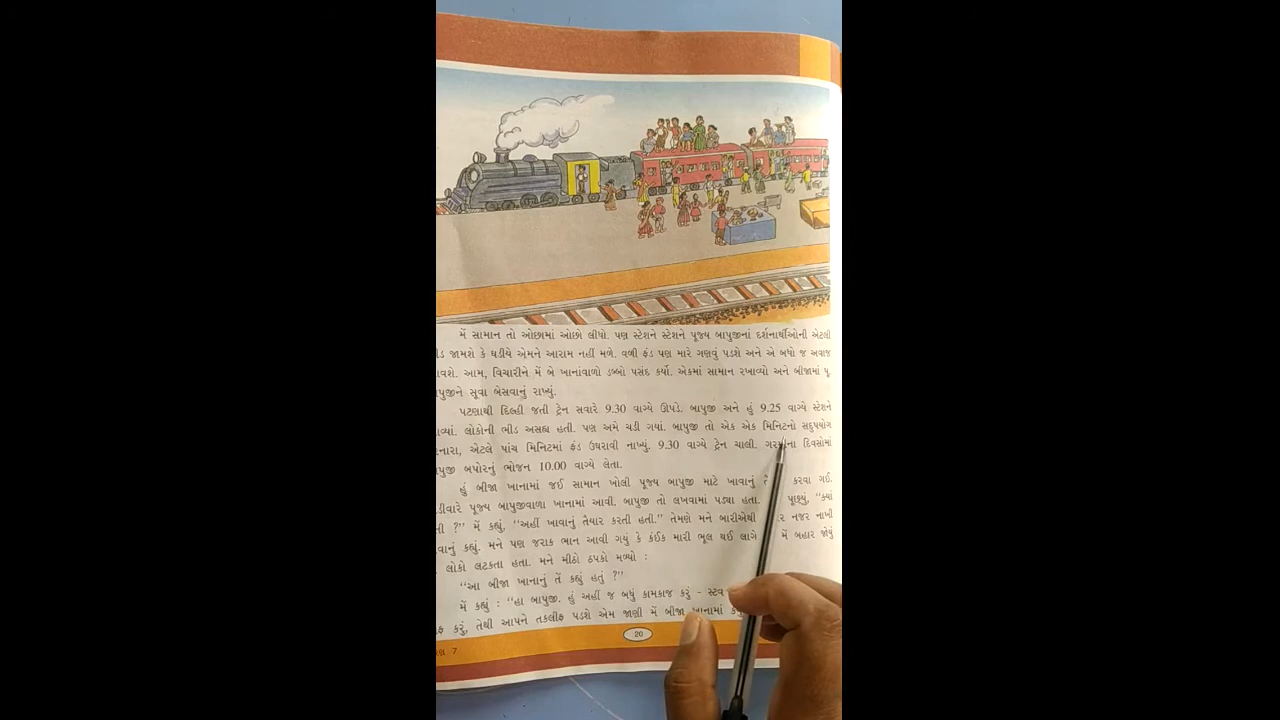 મેં સામાન તો ઓછામાં ઓછો લીધો. પણ સ્ટેશને સ્ટેશને પૂજ્ય બાપુજીનાં દર્શનાર્થીઓની એટલી
જામશે કે ઘડીયે એમને આરામ નહીં મળે. વળી ફંડ પણ મારે ગણવું પડશે અને એ બધો જ અવાજ
આમ, વિચારીને મેં બે ખાનાંવાળો ડબ્બો પસંદ કર્યો. એકમાં સામાન રખાવ્યો અને બીજામાં પૂ.
સૂવા બેસવાનું રાખ્યું.
પટણાથી દિલ્હી જતી ટ્રેન સવારે 9.30 વાગ્યે ઊપડે. બાપુજી અને હું 9.25 વાગ્યે સ્ટેશને
લોકોની ભીડ અસહ્ય હતી. પણ અમે ચડી ગયાં. બાપુજી તો એક એક મિનિટનો સદુપયોગ
એટલે પાંચ મિનિટમાં ફંડ ઉઘરાવી નાખ્યું. 9.30 વાગ્યે ટ્રેન ચાલી. દિવસોમાં
બપોરનું ભોજન 10.00 વાગ્યે લેતા.
હું બીજા ખાનામાં જઈ સામાન ખોલી પૂજ્ય બાપુજી માટે ખાવાનું કરવા ગઈ.
પૂજ્ય બાપુજીવાળા ખાનામાં આવી. બાપુજી તો લખવામાં પડ્યા હતા. પૂછ્યું, “ક્યાં
?” મેં કહ્યું, “અહીં ખાવાનું તૈયાર કરતી હતી.” તેમણે મને બારીએથી નજર નાખી
કહ્યું. મને પણ જરાક ભાન આવી ગયું કે કંઈક મારી ભૂલ થઈ લાગે મેં બહાર જોયું
લોકો લટકતા હતા. મને મીઠો ઠપકો મળ્યો :
“આ બીજા ખાનાનું તેં કહ્યું હતું ?”
મેં કહ્યું : “હા બાપુજી. હું અહીં જ બધું કામકાજ કરું -
કરું, તેથી આપને તકલીફ પડશે એમ જાણી મેં બીજા ખાનામાં
20
7